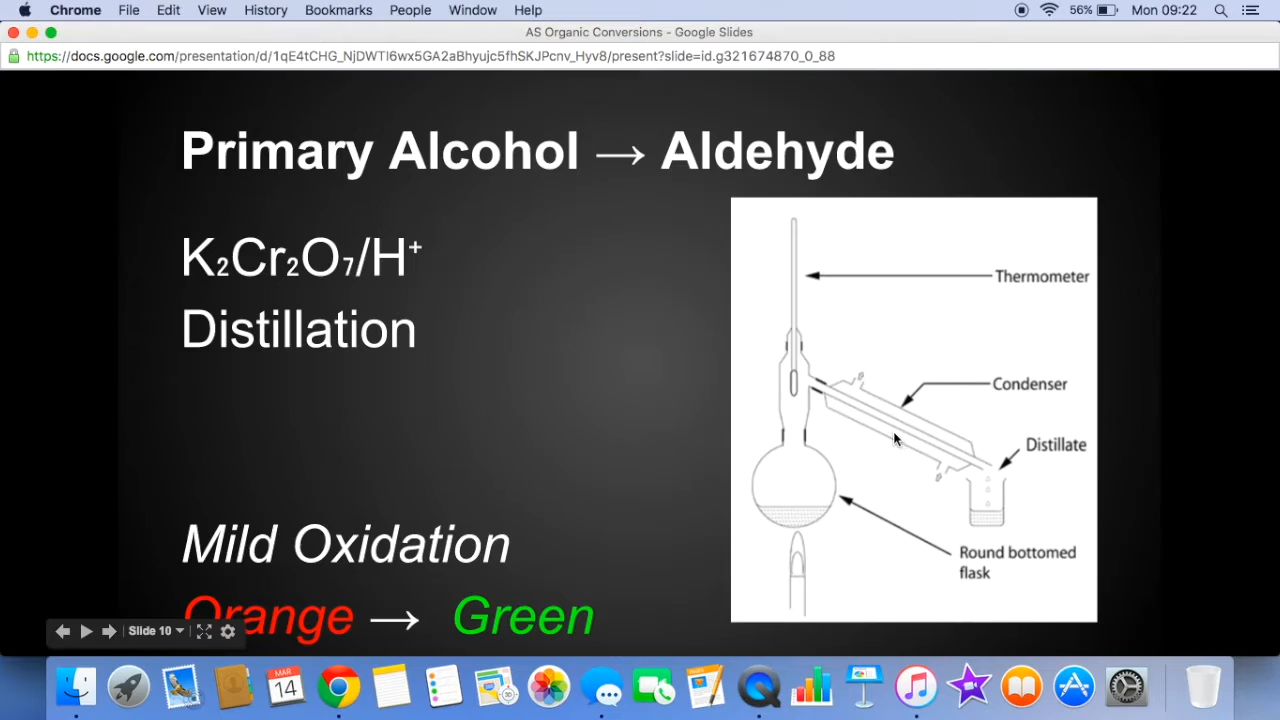 Chrome File Edit View History Bookmarks People Window Help 56% Mon 09:22
AS Organic Conversions - Google Slides
https://docs.google.com/presentation/d/1qE4tCHG_NjDWTl6wx5GA2aBhyujc5fhSKJPcnv_Hyv8/present?slide=id.g321674870_0_88
Primary Alcohol → Aldehyde
K₂Cr₂O₇/H⁺
Distillation
Thermometer
Condenser
Distillate
Round bottomed
flask
Mild Oxidation
Orange → Green
Slide 10
MAR
14